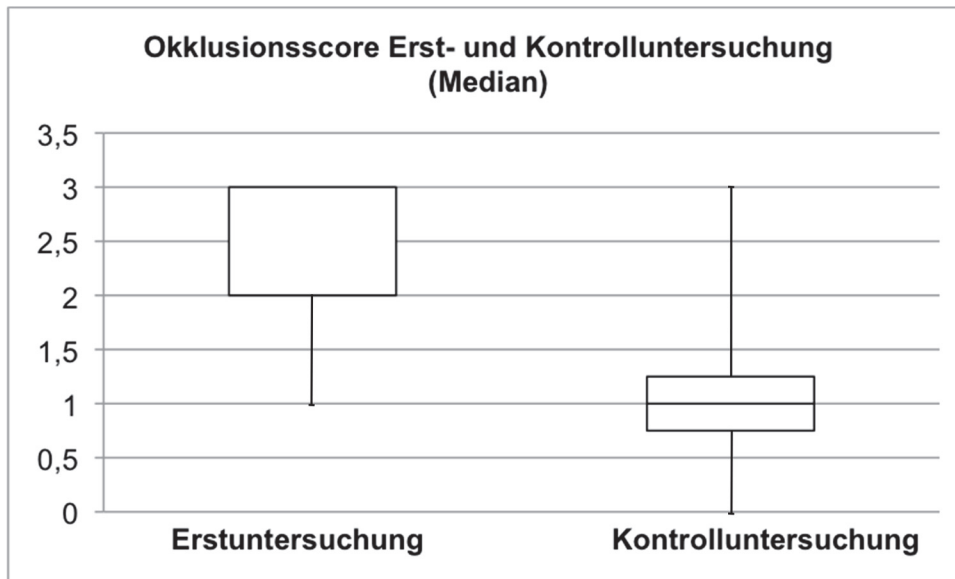 Okklusionsscore Erst- und Kontrolluntersuchung
(Median)
3,5
3
2,5
2
1,5
1
0,5
0
Erstuntersuchung
Kontrolluntersuchung